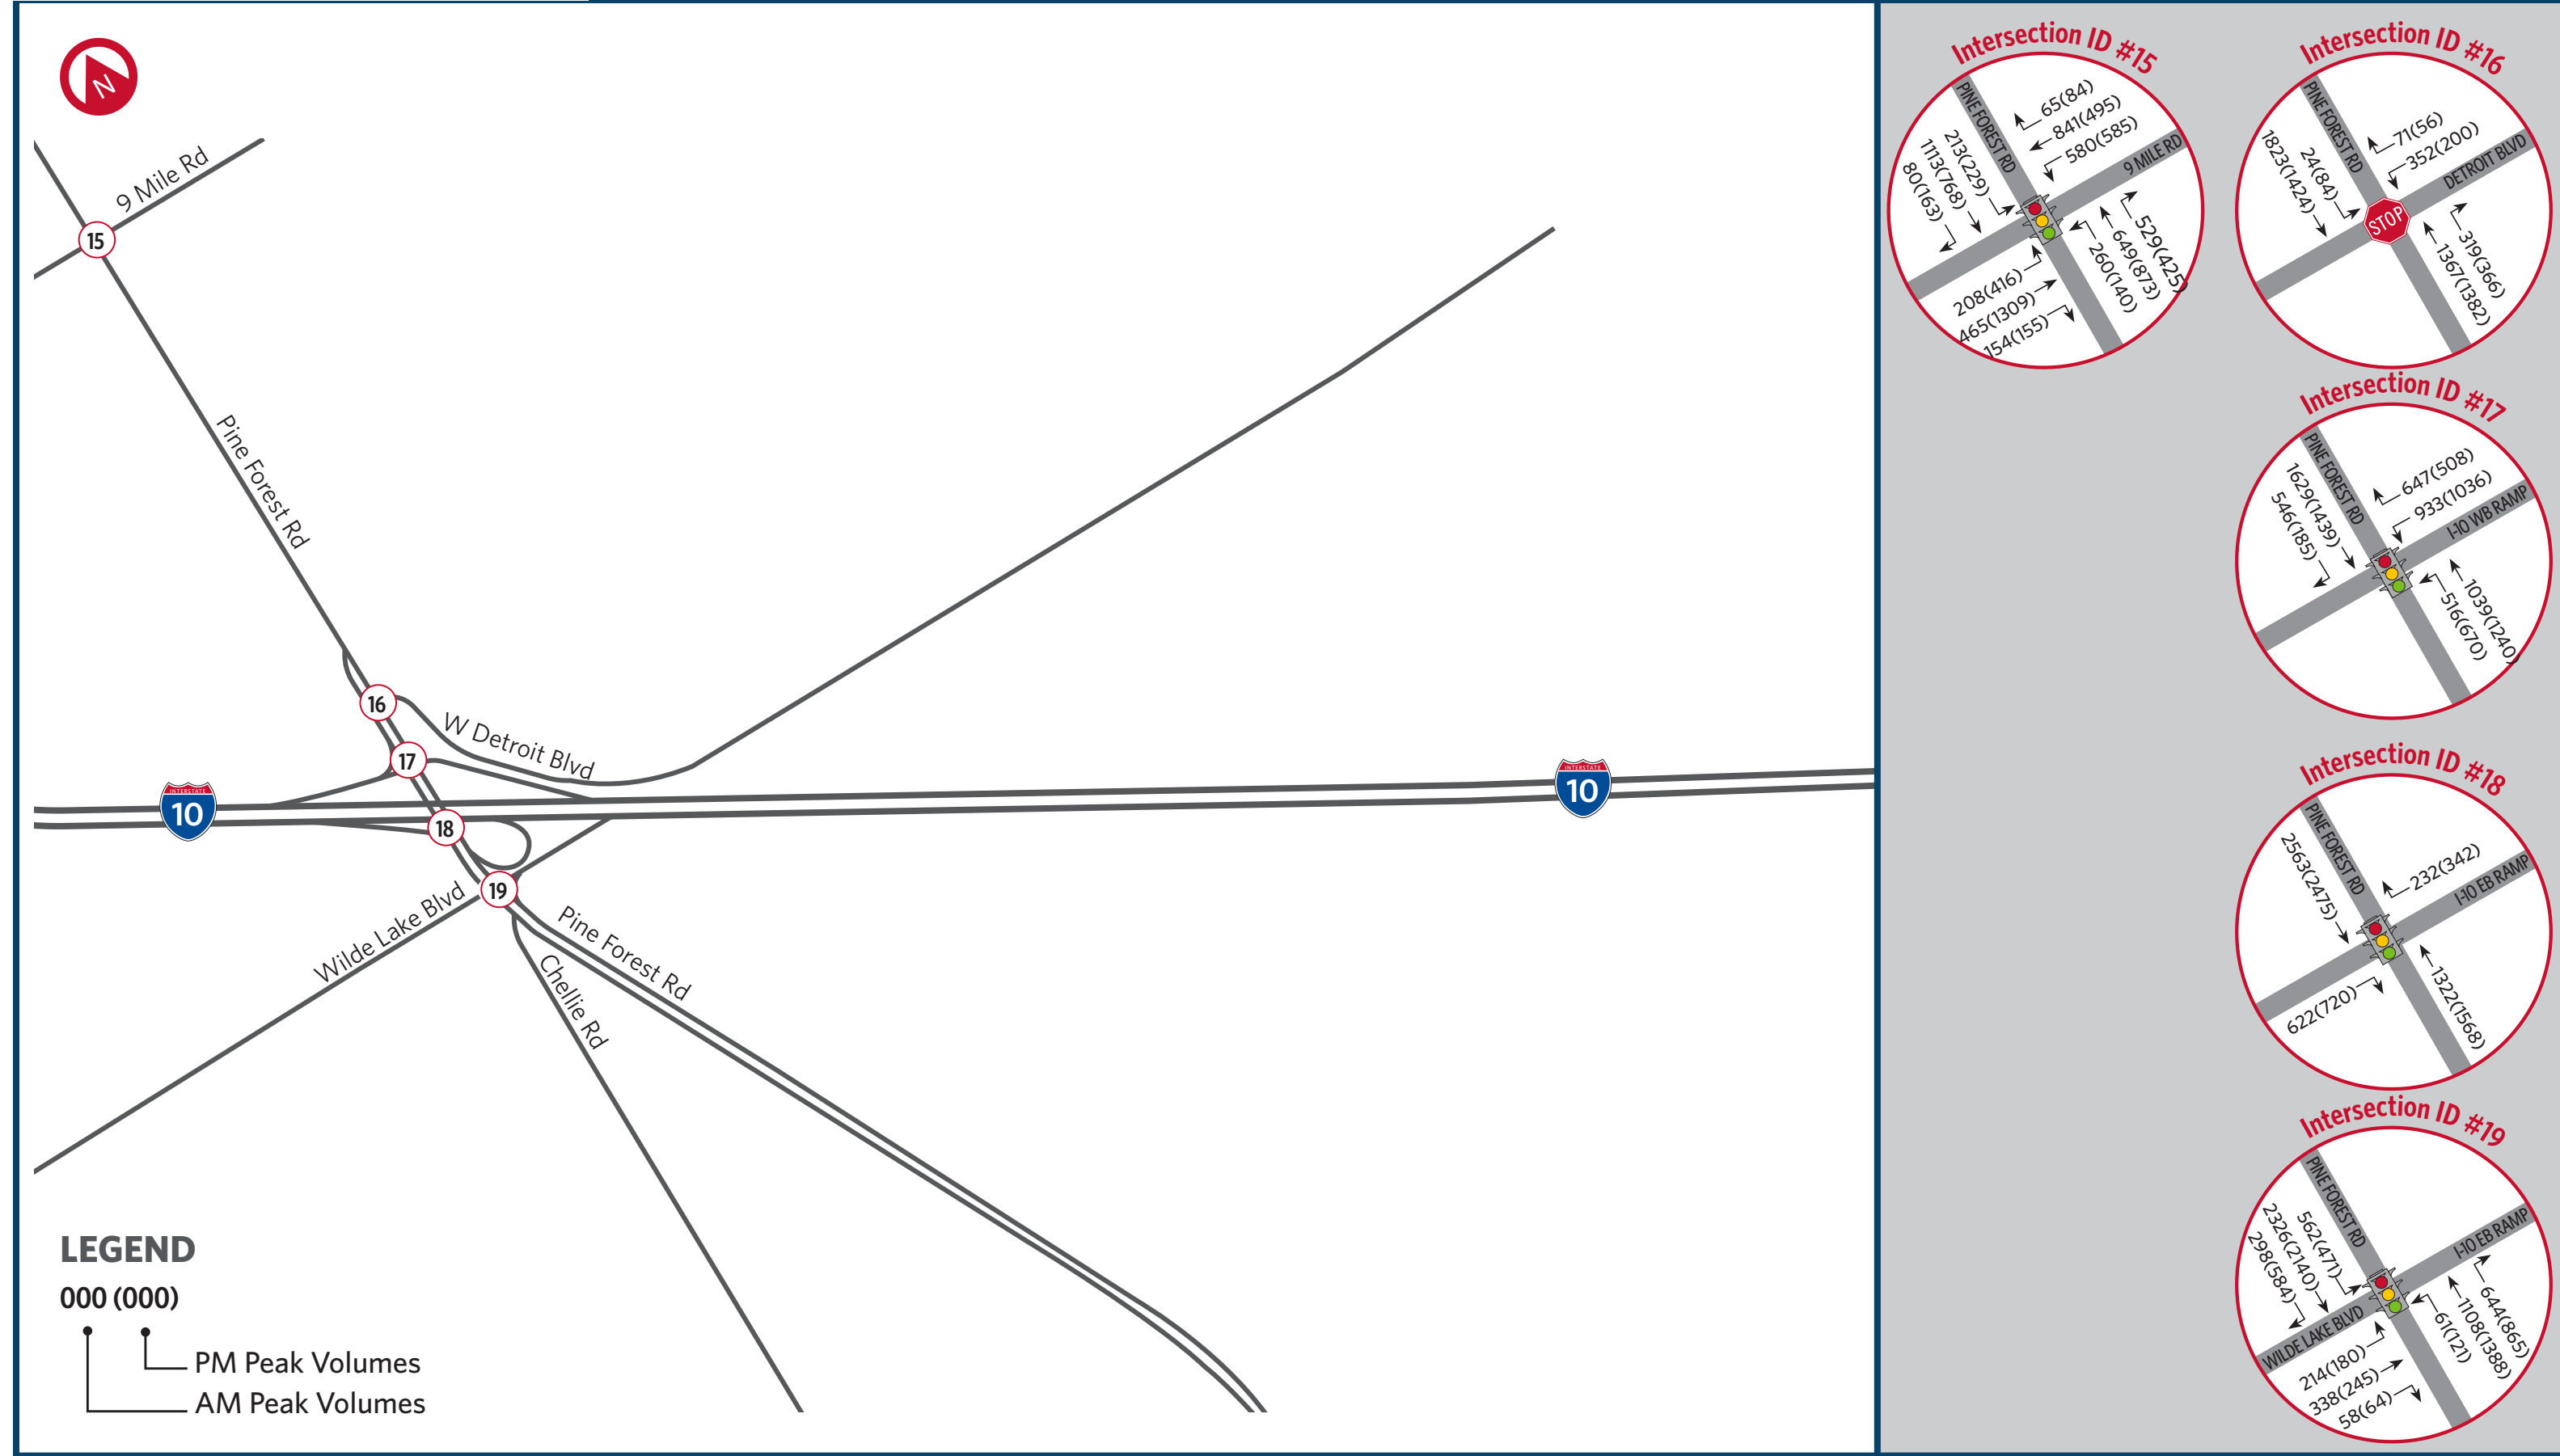 N
9 Mile Rd
15
Pine Forest Rd
16
W Detroit Blvd
17
INTERSTATE
10
INTERSTATE
10
18
19
Wilde Lake Blvd
Pine Forest Rd
Chellie Rd
LEGEND
000 (000)
PM Peak Volumes
AM Peak Volumes
Intersection ID #15
PINE FOREST RD
9 MILE RD
65(84)
841(495)
580(585)
213(229)
1113(768)
80(163)
529(425)
649(873)
260(140)
208(416)
465(1309)
154(155)
Intersection ID #16
PINE FOREST RD
DETROIT BLVD
STOP
71(56)
352(200)
24(84)
1823(1424)
319(366)
1367(1382)
Intersection ID #17
PINE FOREST RD
I-10 WB RAMP
647(508)
933(1036)
1629(1439)
546(185)
1039(1240)
516(670)
Intersection ID #18
PINE FOREST RD
I-10 EB RAMP
232(342)
2563(2475)
622(720)
1322(1568)
Intersection ID #19
PINE FOREST RD
I-10 EB RAMP
WILDE LAKE BLVD
562(471)
2326(2140)
298(584)
644(865)
1108(1388)
61(121)
214(180)
338(245)
58(64)